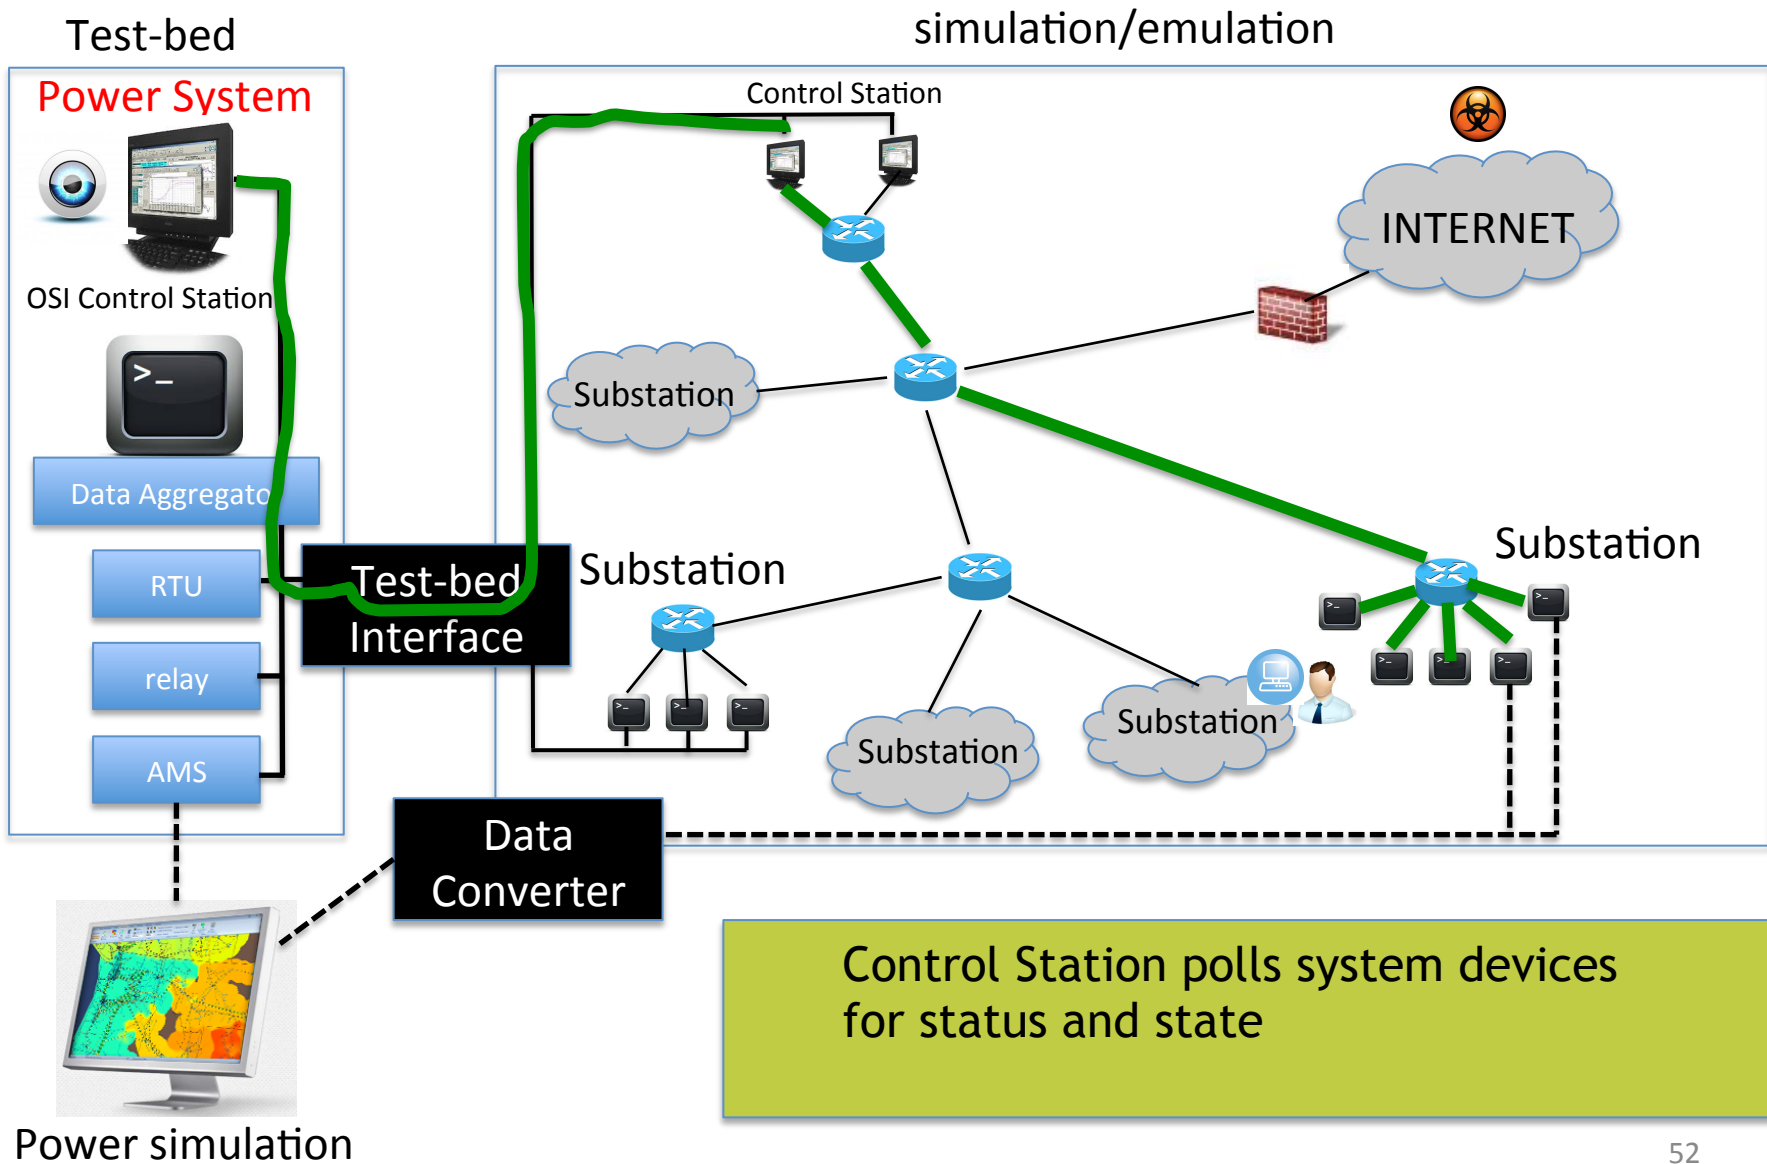 Test-bed
simulation/emulation
Power System
Control Station
INTERNET
OSI Control Station
>_
Substation
Data Aggregato
RTU
relay
AMS
Test-bed
Interface
Substation
Substation
>_
>_
>_
>_
>_
>_
>_
>_
Substation
Substation
Data
Converter
Control Station polls system devices
for status and state
Power simulation
52